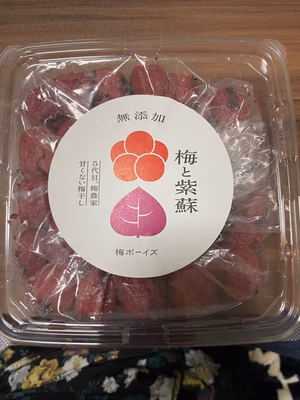 無添加
梅と紫蘇
５代目、梅農家
甘くない梅干し
梅ボーイズ